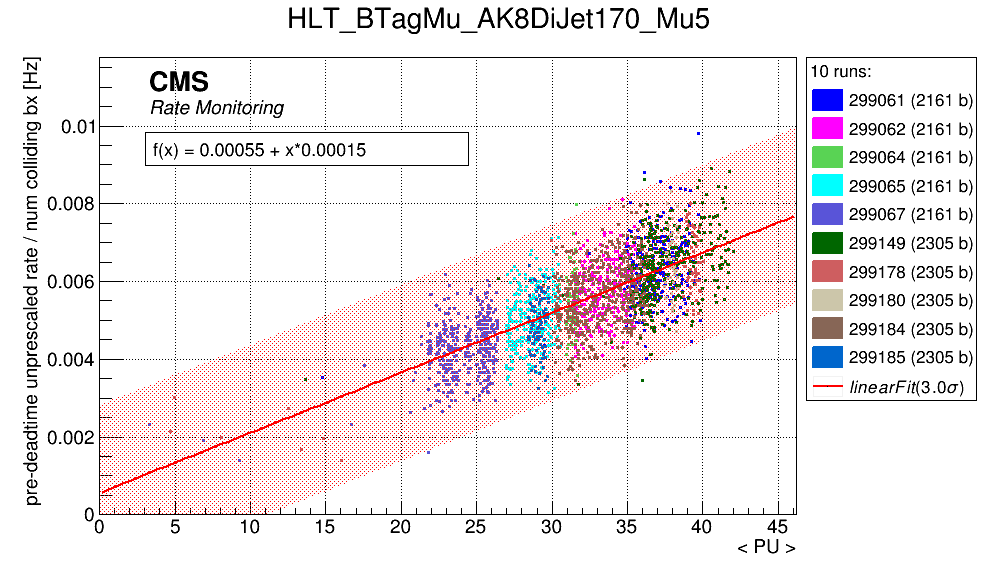 HLT_BTagMu_AK8DiJet170_Mu5
pre-deadtime unprescaled rate / num colliding bx [Hz]
CMS
Rate Monitoring
f(x) = 0.00055 + x*0.00015
0.01
0.008
0.006
0.004
0.002
0
0 5 10 15 20 25 30 35 40 45
< PU >
10 runs:
299061 (2161 b)
299062 (2161 b)
299064 (2161 b)
299065 (2161 b)
299067 (2161 b)
299149 (2305 b)
299178 (2305 b)
299180 (2305 b)
299184 (2305 b)
299185 (2305 b)
linearFit(3.0σ)